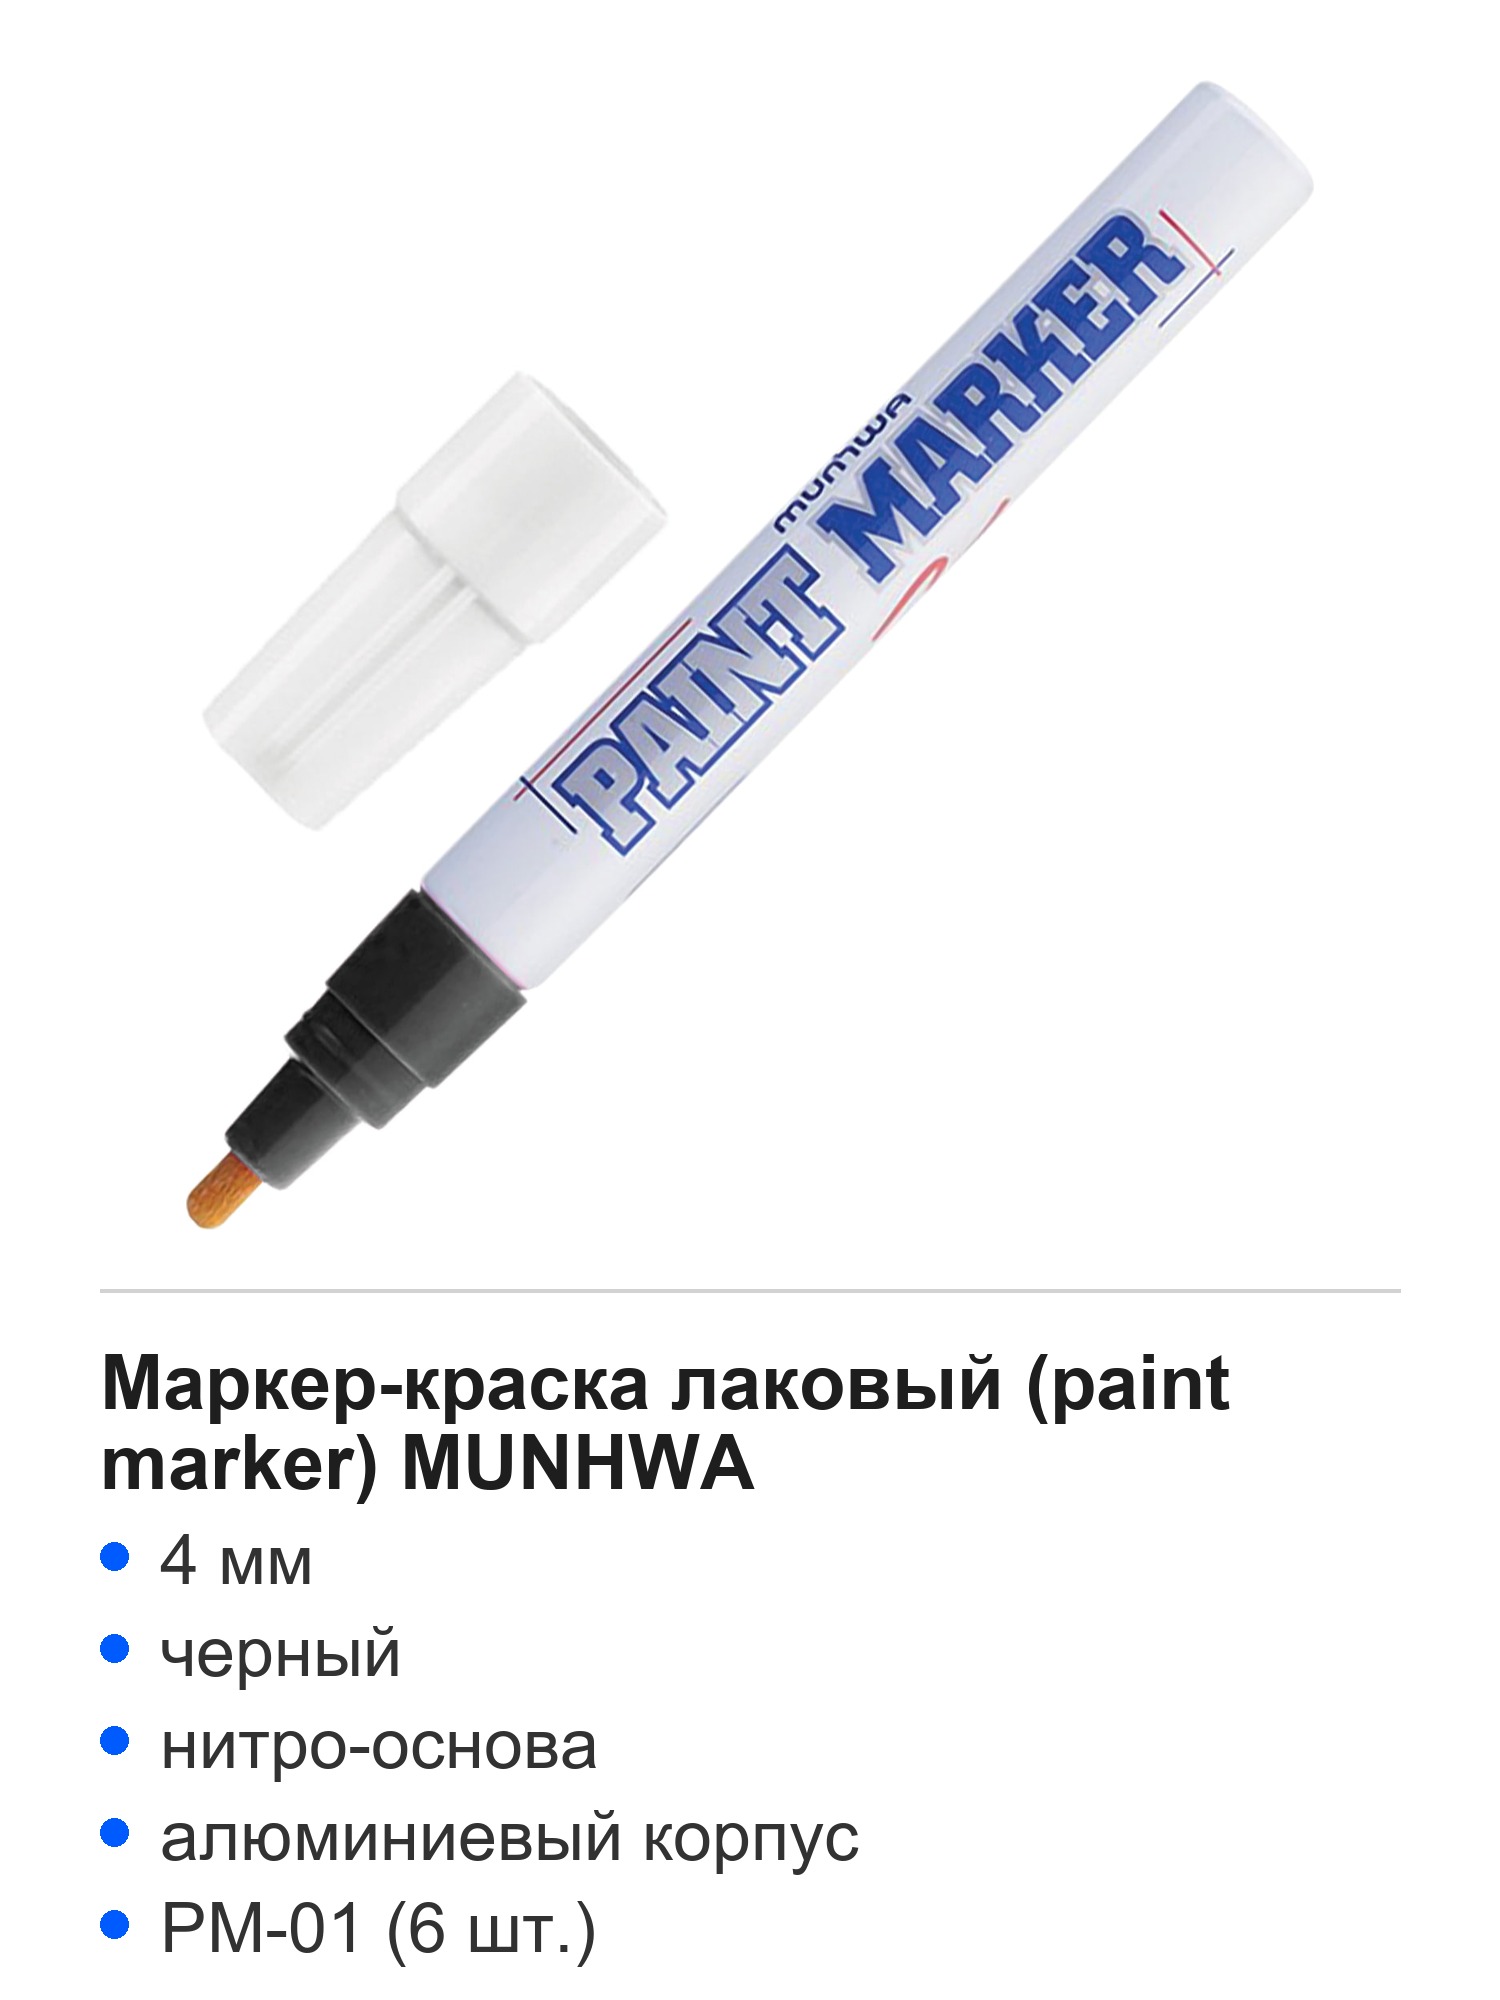 munhwa
PAINT MARKER
Маркер-краска лаковый (paint
marker) MUNHWA
4 мм
черный
нитро-основа
алюминиевый корпус
PM-01 (6 шт.)